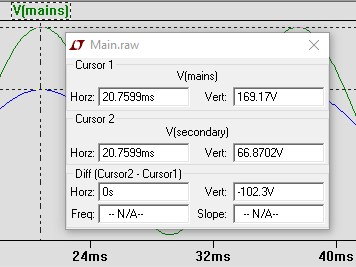 V(mains)
Main.raw
Cursor 1
V(mains)
Horz: 20.7599ms Vert: 169.17V
Cursor 2
V(secondary)
Horz: 20.7599ms Vert: 66.8702V
Diff (Cursor2 - Cursor1)
Horz: 0s Vert: -102.3V
Freq: -- N/A-- Slope: -- N/A--
24ms 32ms 40ms